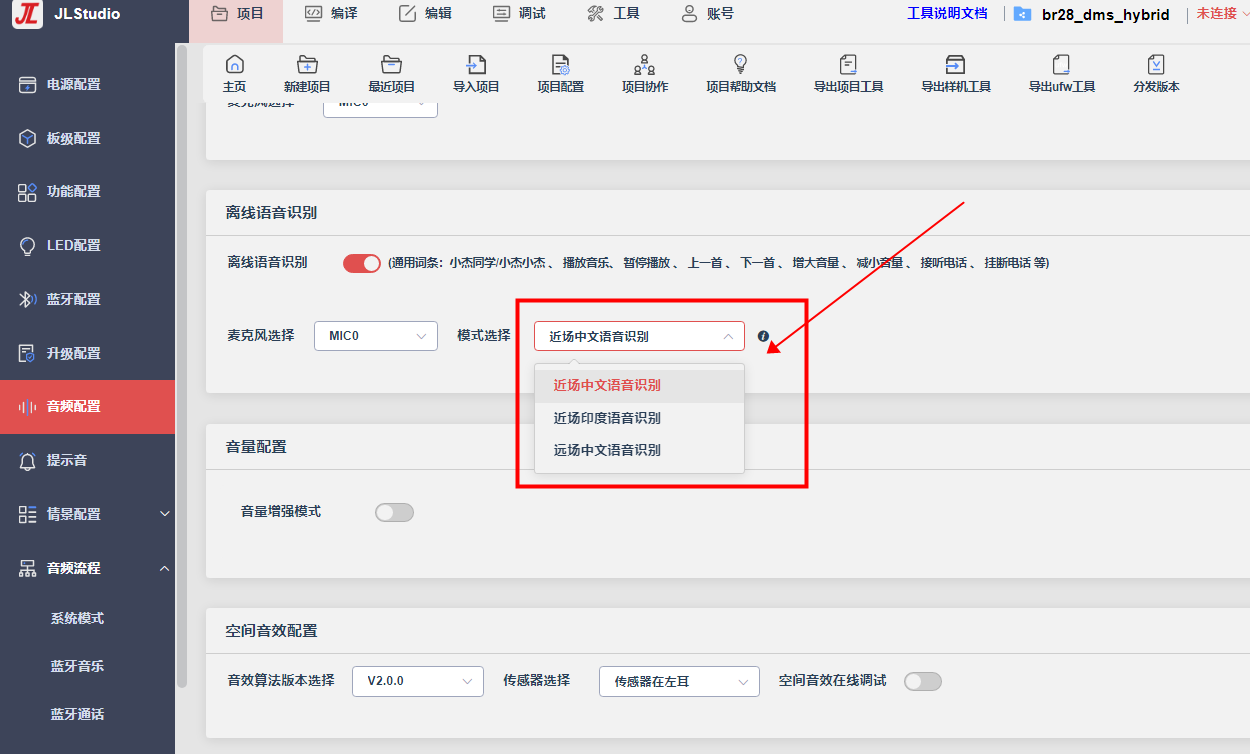 JL JLStudio
项目 编译 编辑 调试 工具 账号 工具说明文档 br28_dms_hybrid 未连接
主页 新建项目 最近项目 导入项目 项目配置 项目协作 项目帮助文档 导出项目工具 导出样机工具 导出ufw工具 分发版本
电源配置
板级配置
功能配置
LED配置
蓝牙配置
升级配置
音频配置
提示音
情景配置
音频流程
系统模式
蓝牙音乐
蓝牙通话
麦克风选择 MIC0
离线语音识别
离线语音识别 (通用词条：小杰同学/小杰小杰 、 播放音乐、 暂停播放 、 上一首 、 下一首 、 增大音量 、 减小音量 、 接听电话 、 挂断电话 等)
麦克风选择 MIC0 模式选择 近场中文语音识别
近场中文语音识别
近场印度语音识别
远场中文语音识别
音量配置
音量增强模式
空间音效配置
音效算法版本选择 V2.0.0 传感器选择 传感器在左耳 空间音效在线调试